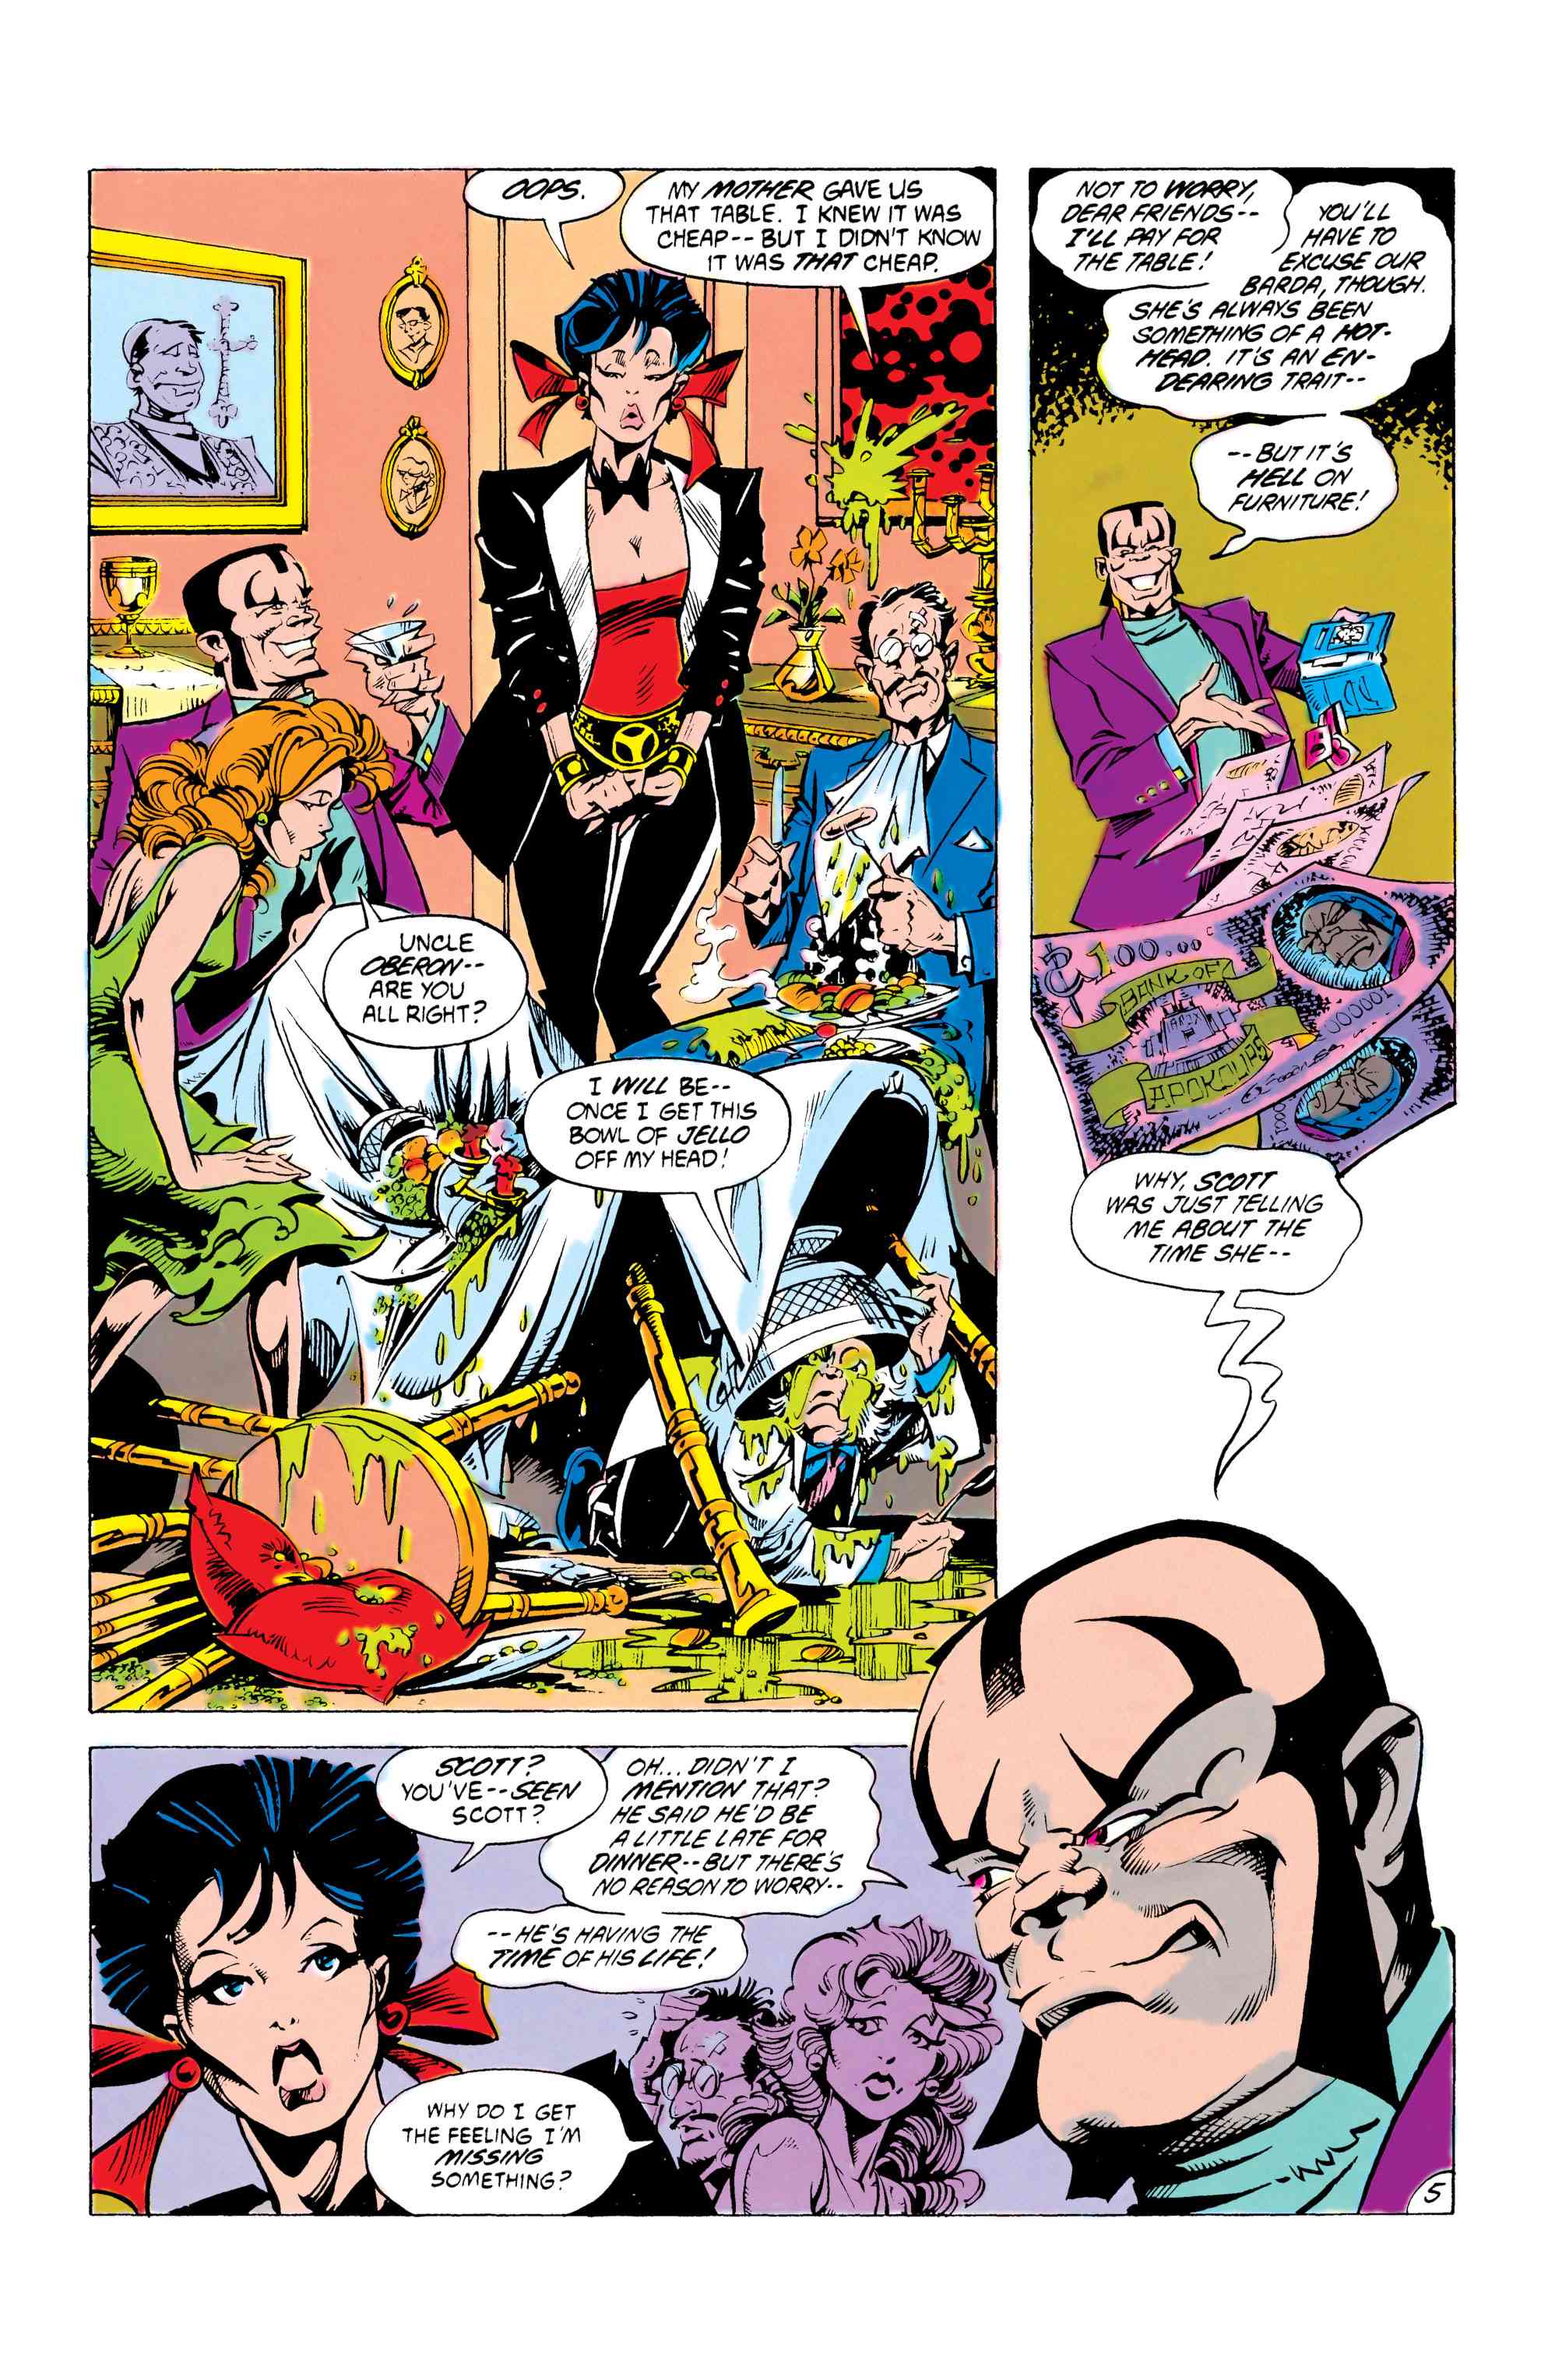 OOPS.
MY MOTHER GAVE US
THAT TABLE. I KNEW IT WAS
CHEAP-- BUT I DIDN'T KNOW
IT WAS THAT CHEAP.
UNCLE
OBERON--
ARE YOU
ALL RIGHT?
I WILL BE--
ONCE I GET THIS
BOWL OF JELLO
OFF MY HEAD!
NOT TO WORRY,
DEAR FRIENDS--
I'LL PAY FOR
THE TABLE!
YOU'LL
HAVE TO
EXCUSE OUR
BARDA, THOUGH.
SHE'S ALWAYS BEEN
SOMETHING OF A HOT-
HEAD. IT'S AN EN-
DEARING TRAIT--
--BUT IT'S
HELL ON
FURNITURE!
100.00
BANK OF
APOKOLIPS
000001
WHY, SCOTT
WAS JUST TELLING
ME ABOUT THE
TIME SHE--
SCOTT?
YOU'VE--SEEN
SCOTT?
OH... DIDN'T I
MENTION THAT?
HE SAID HE'D BE
A LITTLE LATE FOR
DINNER--BUT THERE'S
NO REASON TO WORRY--
--HE'S HAVING THE
TIME OF HIS LIFE!
WHY DO I GET
THE FEELING I'M
MISSING
SOMETHING?
5